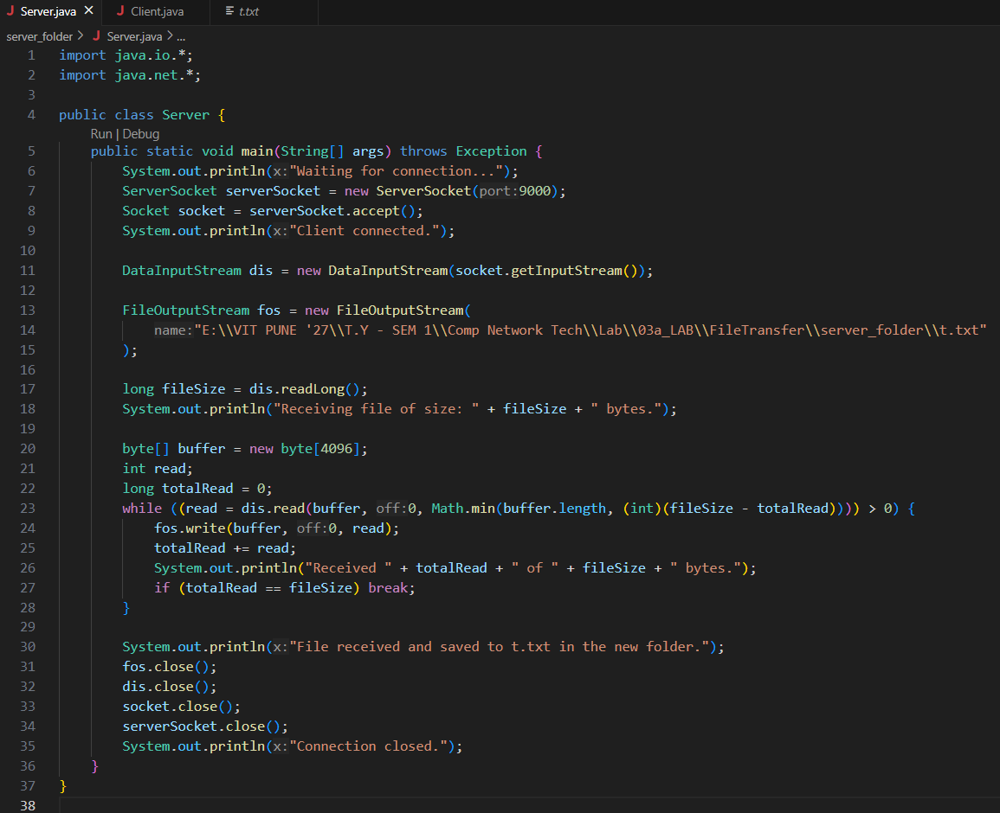 J Server.java ×
J Client.java
t.txt
server_folder > J Server.java > ...
1 import java.io.*;
2 import java.net.*;
3
4 public class Server {
Run | Debug
5 public static void main(String[] args) throws Exception {
6 System.out.println(x:"Waiting for connection...");
7 ServerSocket serverSocket = new ServerSocket(port:9000);
8 Socket socket = serverSocket.accept();
9 System.out.println(x:"Client connected.");
10
11 DataInputStream dis = new DataInputStream(socket.getInputStream());
12
13 FileOutputStream fos = new FileOutputStream(
14 name:"E:\\VIT PUNE '27\\T.Y - SEM 1\\Comp Network Tech\\Lab\\03a_LAB\\FileTransfer\\server_folder\\t.txt"
15 );
16
17 long fileSize = dis.readLong();
18 System.out.println("Receiving file of size: " + fileSize + " bytes.");
19
20 byte[] buffer = new byte[4096];
21 int read;
22 long totalRead = 0;
23 while ((read = dis.read(buffer, off:0, Math.min(buffer.length, (int)(fileSize - totalRead)))) > 0) {
24 fos.write(buffer, off:0, read);
25 totalRead += read;
26 System.out.println("Received " + totalRead + " of " + fileSize + " bytes.");
27 if (totalRead == fileSize) break;
28 }
29
30 System.out.println(x:"File received and saved to t.txt in the new folder.");
31 fos.close();
32 dis.close();
33 socket.close();
34 serverSocket.close();
35 System.out.println(x:"Connection closed.");
36 }
37 }
38